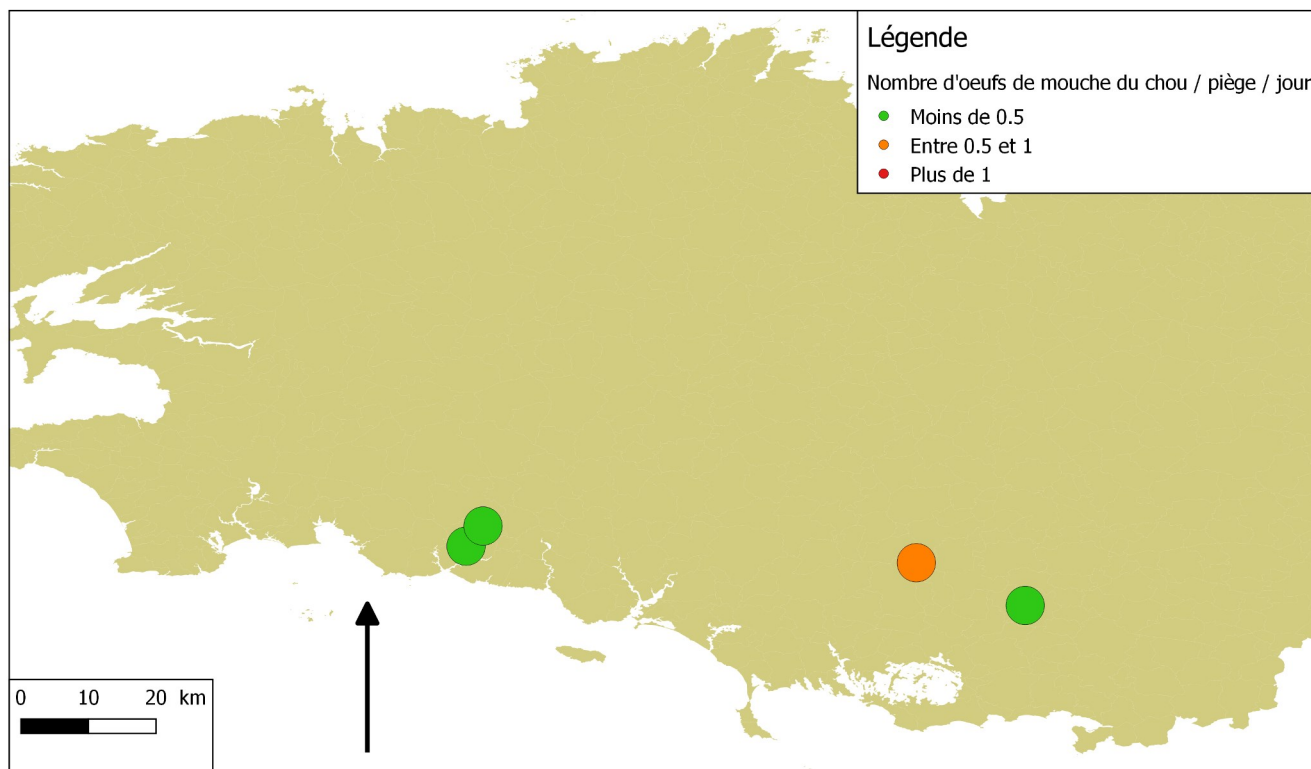 Légende
Nombre d'oeufs de mouche du chou / piège / jour
Moins de 0.5
Entre 0.5 et 1
Plus de 1
0 10 20 km